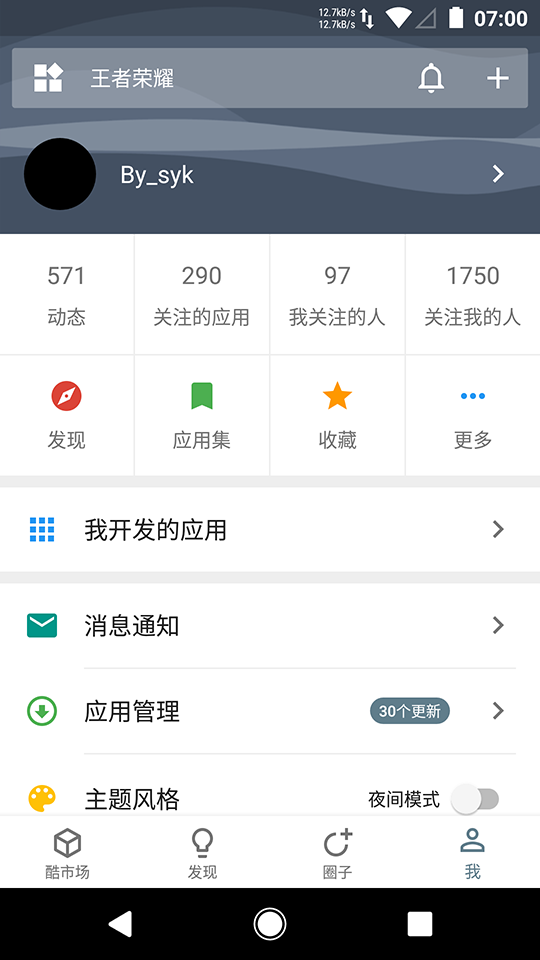 12.7kB/s
12.7kB/s
07:00
王者荣耀
By_syk
571 290 97 1750
动态 关注的应用 我关注的人 关注我的人
发现 应用集 收藏 更多
我开发的应用
消息通知
应用管理 30个更新
主题风格 夜间模式
酷市场 发现 圈子 我